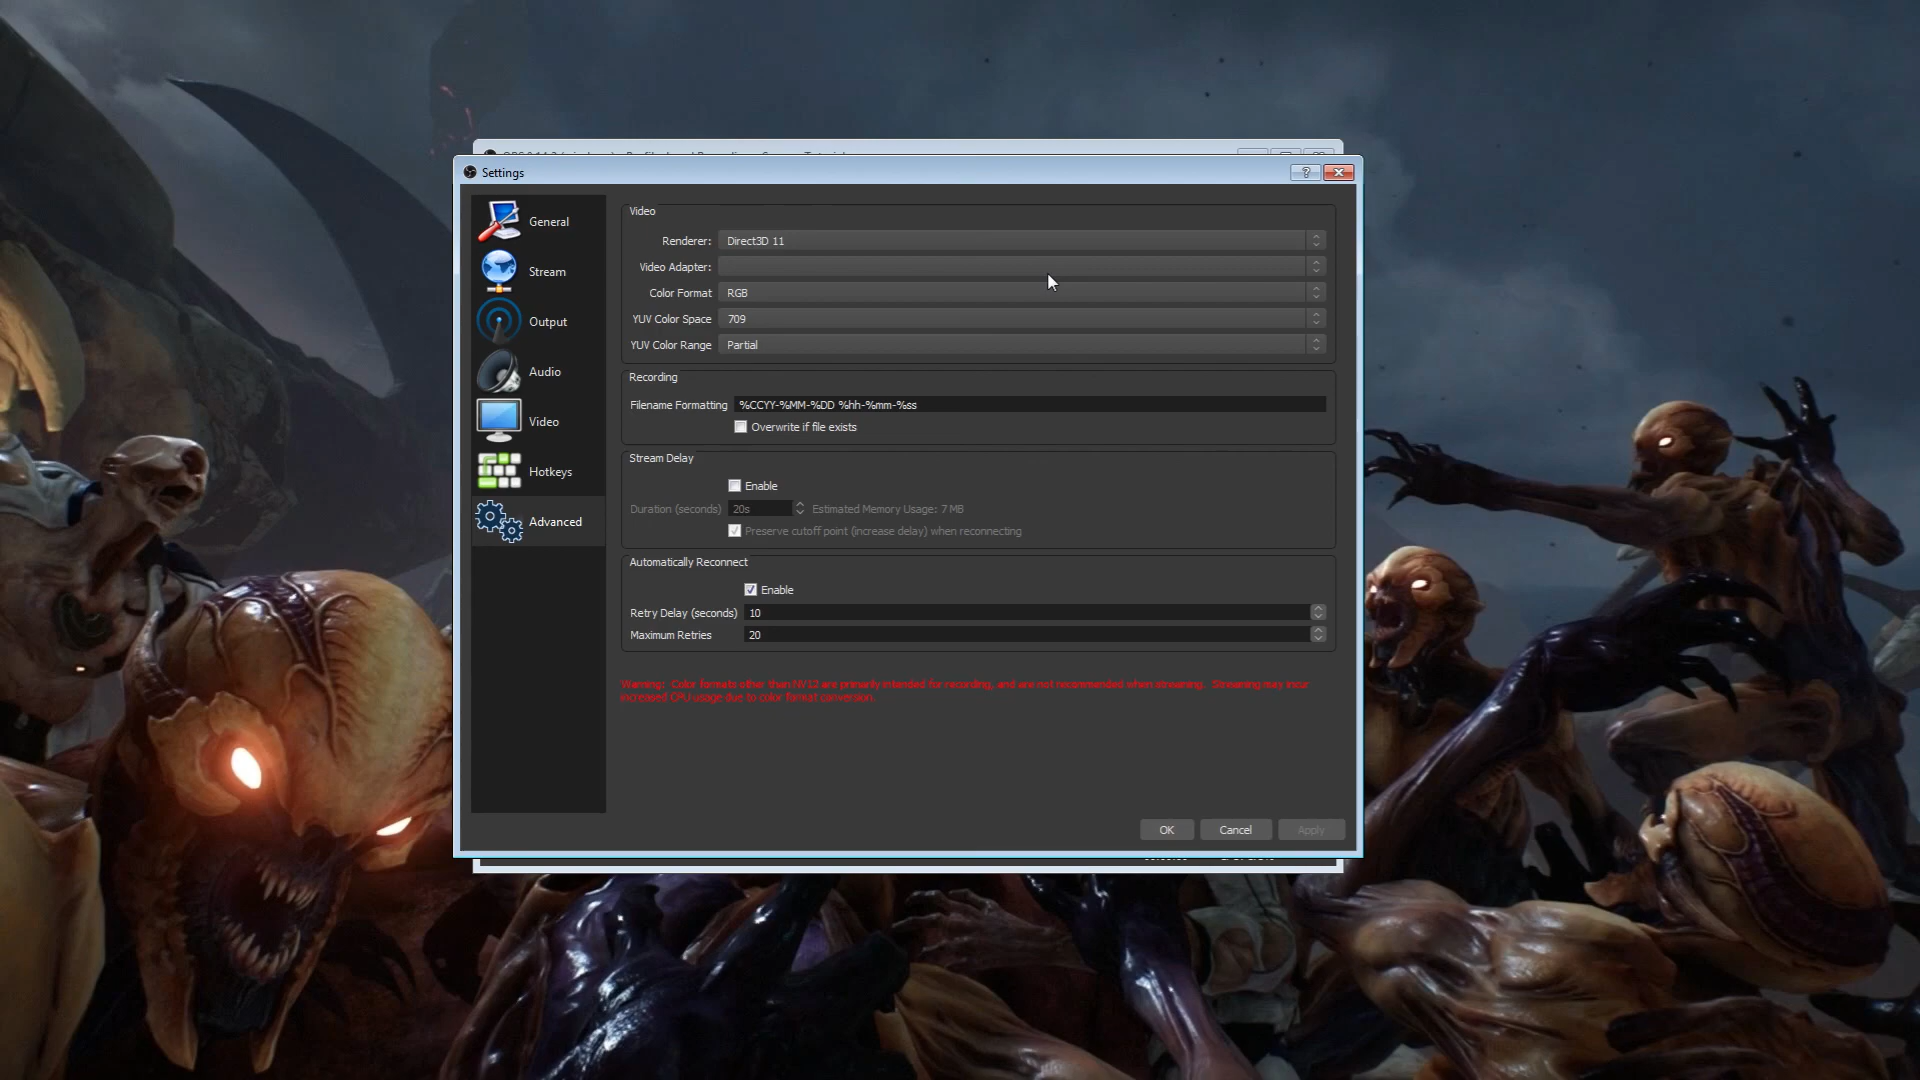 Settings
General
Stream
Output
Audio
Video
Hotkeys
Advanced
Video
Renderer: Direct3D 11
Video Adapter:
Color Format RGB
YUV Color Space 709
YUV Color Range Partial
Recording
Filename Formatting %CCYY-%MM-%DD %hh-%mm-%ss
Overwrite if file exists
Stream Delay
Enable
Duration (seconds) 20s Estimated Memory Usage: 7 MB
Preserve cutoff point (increase delay) when reconnecting
Automatically Reconnect
Enable
Retry Delay (seconds) 10
Maximum Retries 20
Warning: Color formats other than NV12 are primarily intended for recording, and are not recommended when streaming. Streaming may incur
increased CPU usage due to color format conversion.
OK Cancel Apply